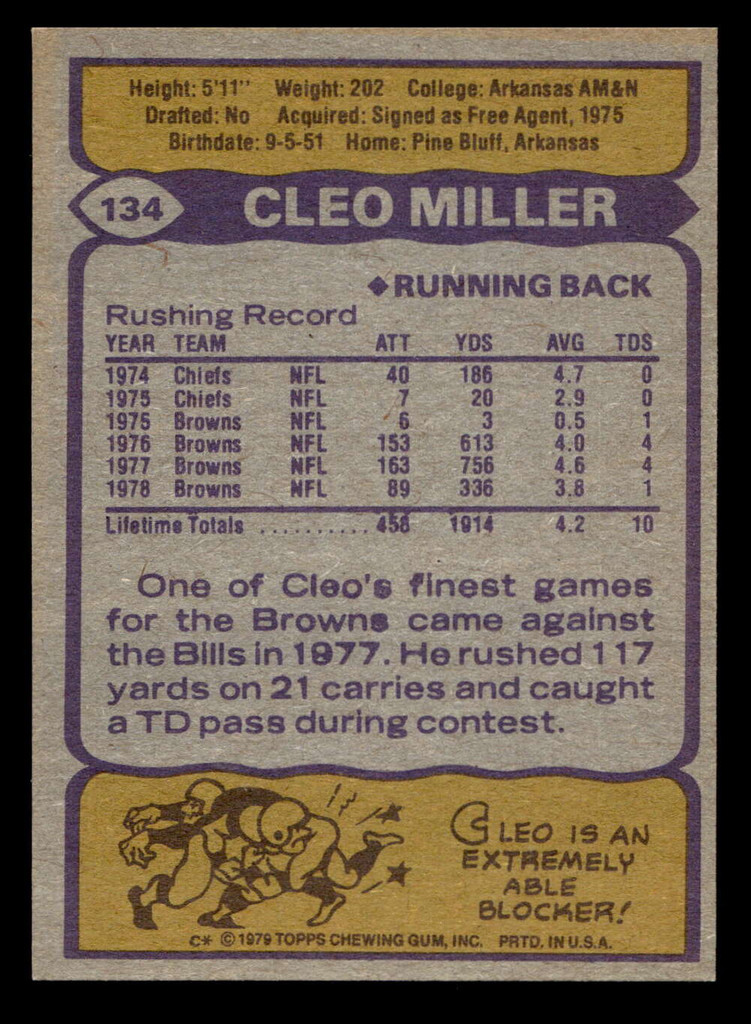 Height: 5'11" Weight: 202 College: Arkansas AM&N
Drafted: No Acquired: Signed as Free Agent, 1975
Birthdate: 9-5-51 Home: Pine Bluff, Arkansas
134 CLEO MILLER
◆RUNNING BACK
Rushing Record
YEAR TEAM ATT YDS AVG TDS
1974 Chiefs NFL 40 186 4.7 0
1975 Chiefs NFL 7 20 2.9 0
1975 Browns NFL 6 3 0.5 1
1976 Browns NFL 153 613 4.0 4
1977 Browns NFL 163 756 4.6 4
1978 Browns NFL 89 336 3.8 1
Lifetime Totals .......... 458 1914 4.2 10
One of Cleo's finest games
for the Browns came against
the Bills in 1977. He rushed 117
yards on 21 carries and caught
a TD pass during contest.
CLEO IS AN
EXTREMELY
ABLE
BLOCKER!
C* © 1979 TOPPS CHEWING GUM, INC. PRTD. IN U.S.A.